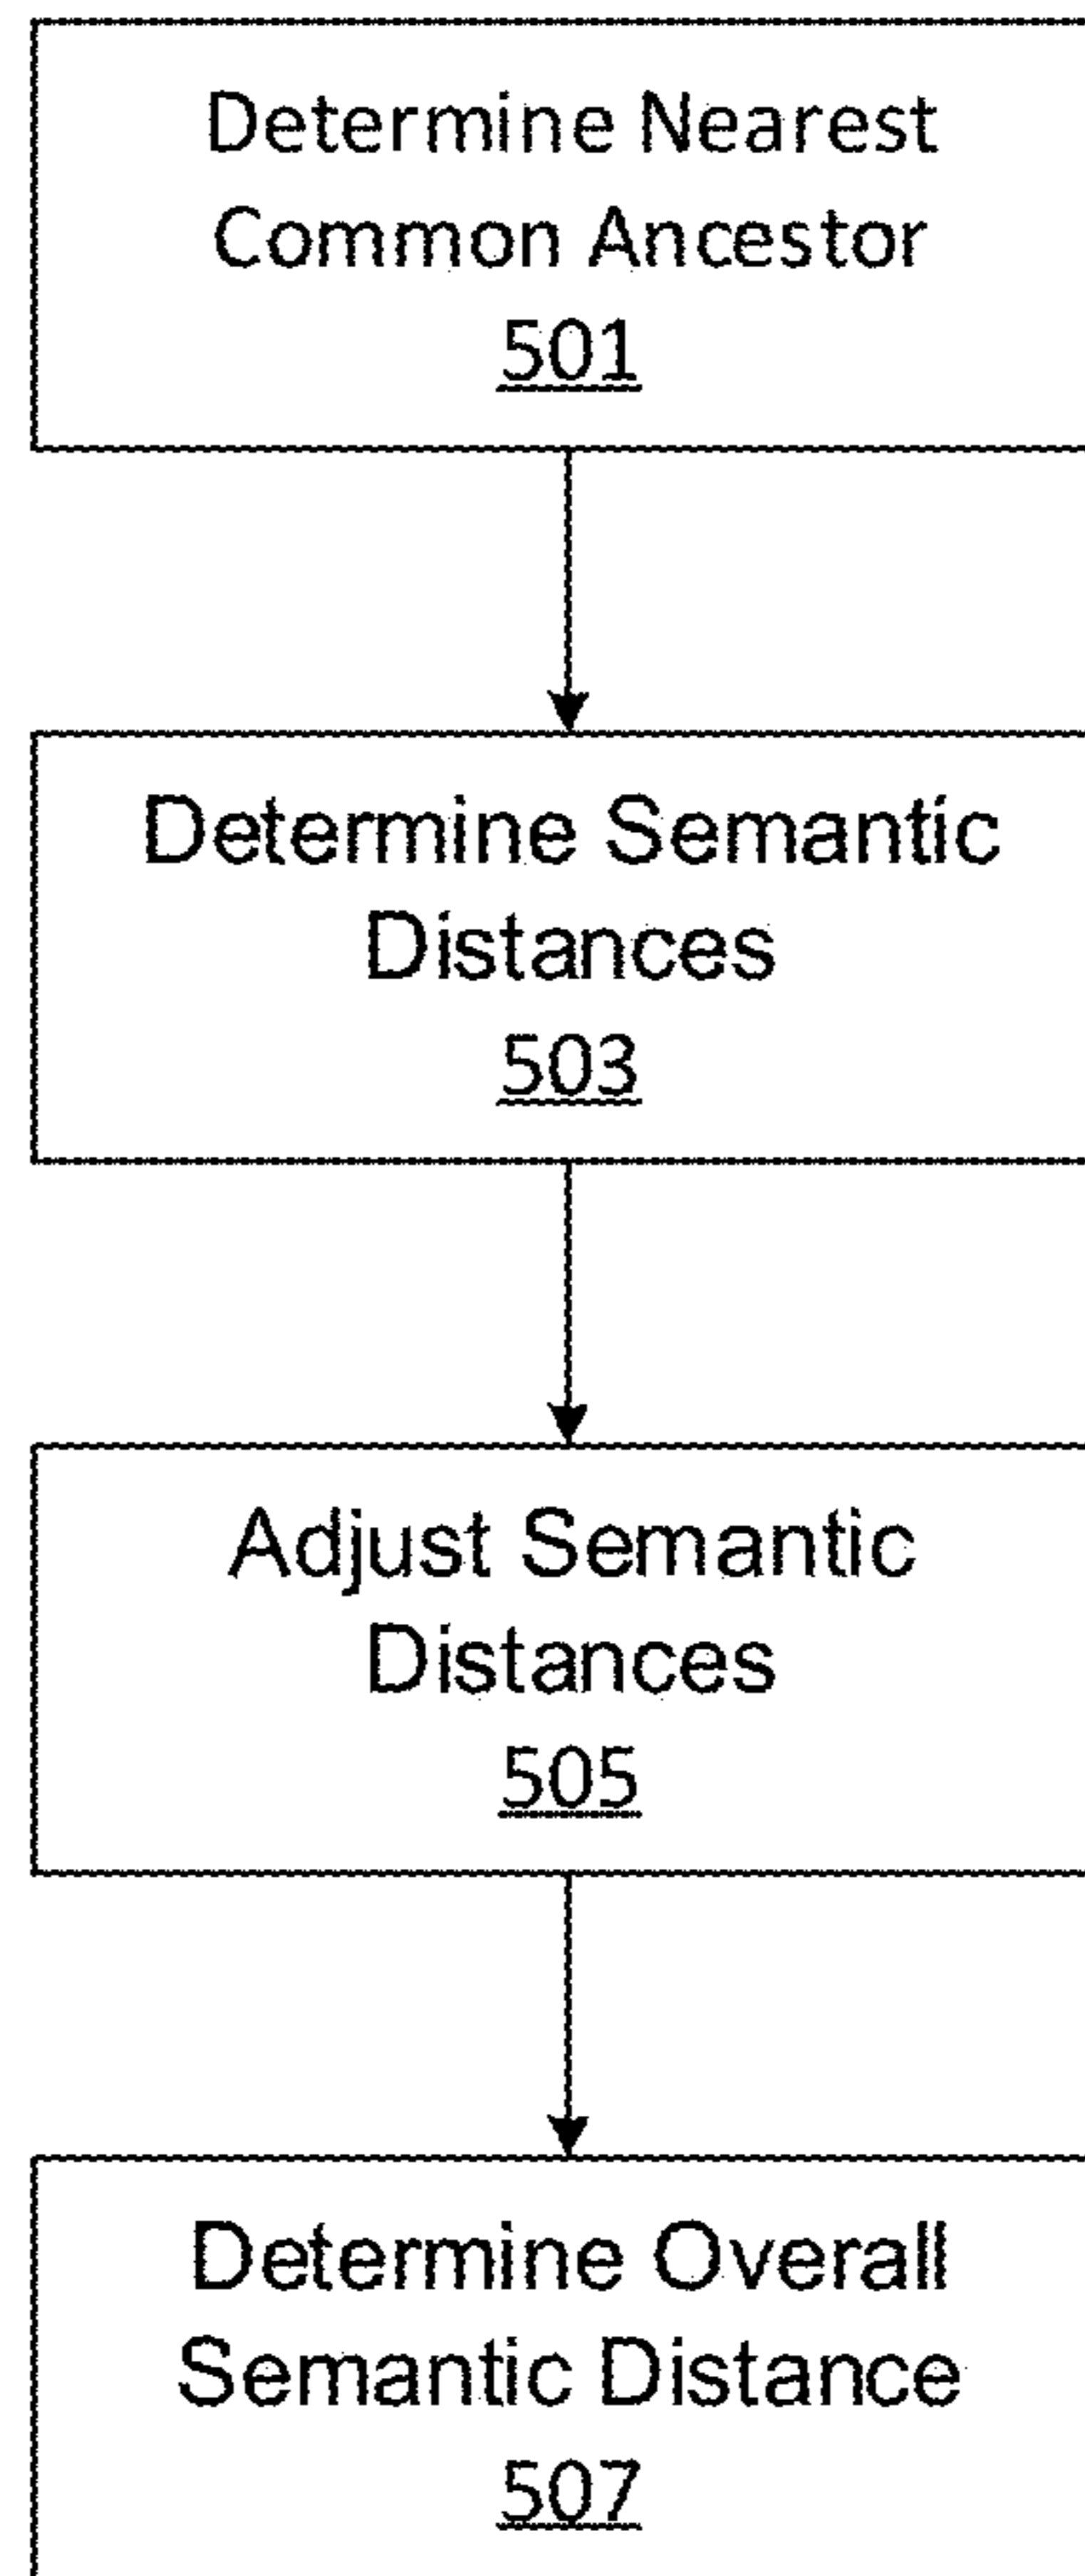 Determine Nearest
Common Ancestor
501
Determine Semantic
Distances
503
Adjust Semantic
Distances
505
Determine Overall
Semantic Distance
507